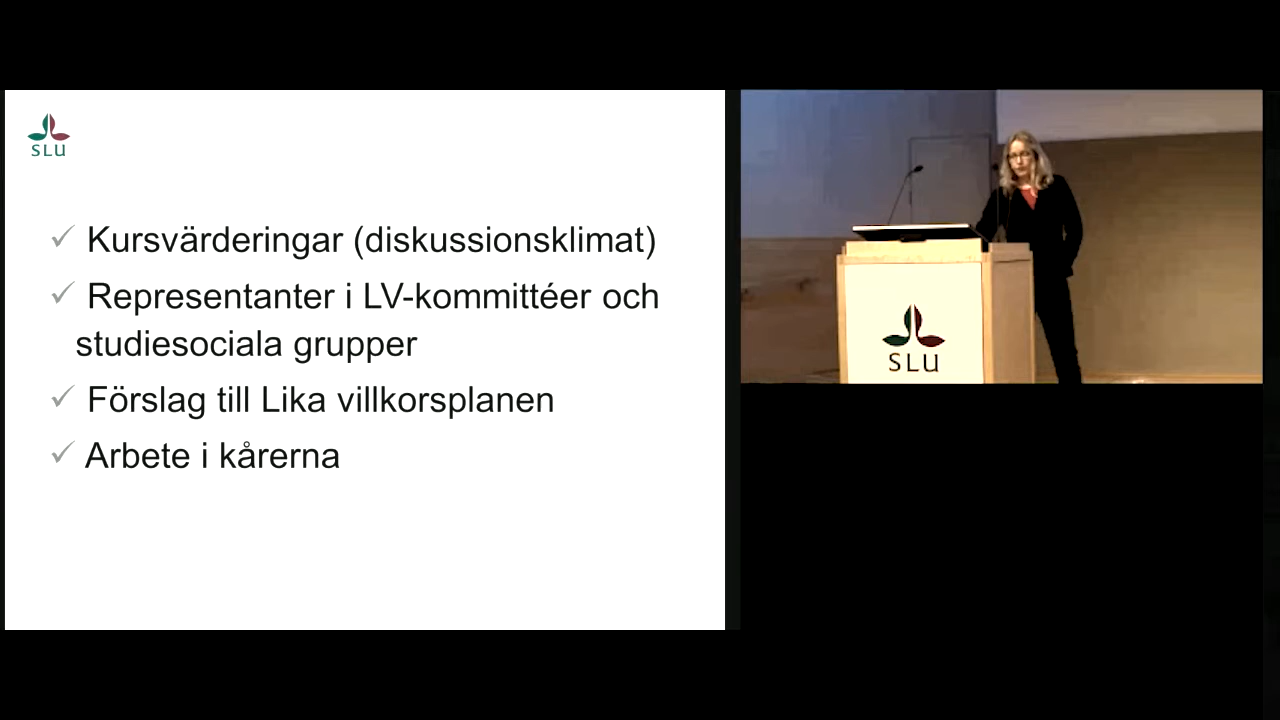 SLU
Kursvärderingar (diskussionsklimat)
Representanter i LV-kommittéer och
studiesociala grupper
Förslag till Lika villkorsplanen
Arbete i kårerna
SLU